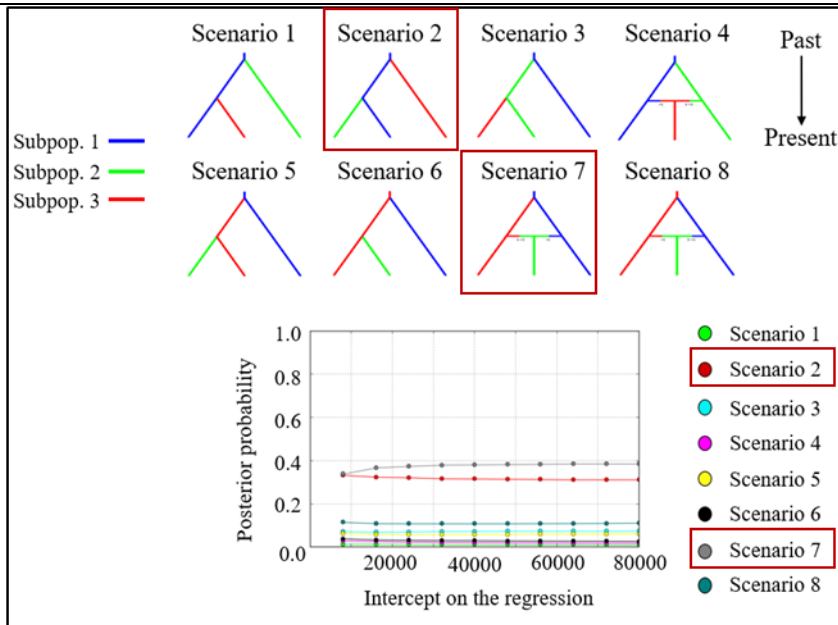 Scenario 1
Scenario 2
Scenario 3
Scenario 4
Past
Present
Subpop. 1
Subpop. 2
Subpop. 3
Scenario 5
Scenario 6
Scenario 7
Scenario 8
Posterior probability
1.0
0.8
0.6
0.4
0.2
0.0
20000
40000
60000
80000
Intercept on the regression
Scenario 1
Scenario 2
Scenario 3
Scenario 4
Scenario 5
Scenario 6
Scenario 7
Scenario 8